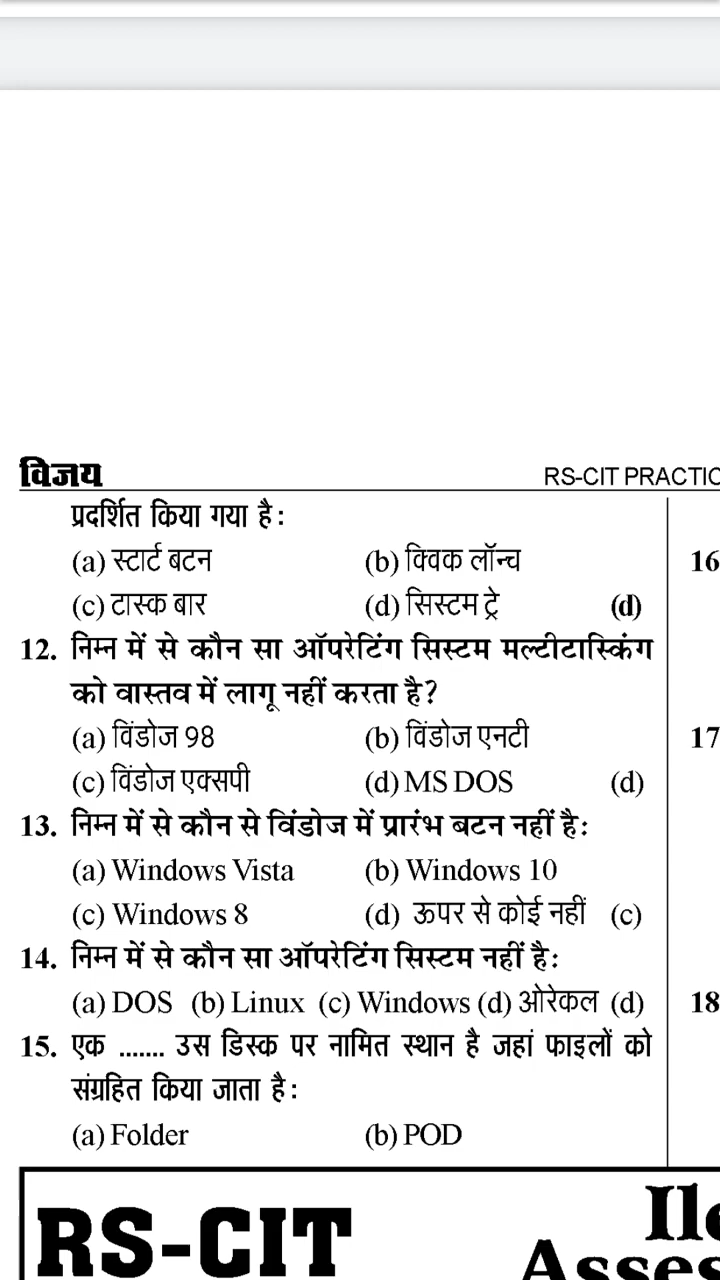 विजय
RS-CIT PRACTIC
प्रदर्शित किया गया है :
(a) स्टार्ट बटन (b) क्विक लॉन्च
(c) टास्क बार (d) सिस्टम ट्रे (d)
12. निम्न में से कौन सा ऑपरेटिंग सिस्टम मल्टीटास्किंग
को वास्तव में लागू नहीं करता है?
(a) विंडोज 98 (b) विंडोज एनटी
(c) विंडोज एक्सपी (d) MS DOS (d)
13. निम्न में से कौन से विंडोज में प्रारंभ बटन नहीं है:
(a) Windows Vista (b) Windows 10
(c) Windows 8 (d) ऊपर से कोई नहीं (c)
14. निम्न में से कौन सा ऑपरेटिंग सिस्टम नहीं है:
(a) DOS (b) Linux (c) Windows (d) ओरेकल (d)
15. एक ....... उस डिस्क पर नामित स्थान है जहां फाइलों को
संग्रहित किया जाता है :
(a) Folder (b) POD
16
17
18
RS-CIT
Ile
Asses